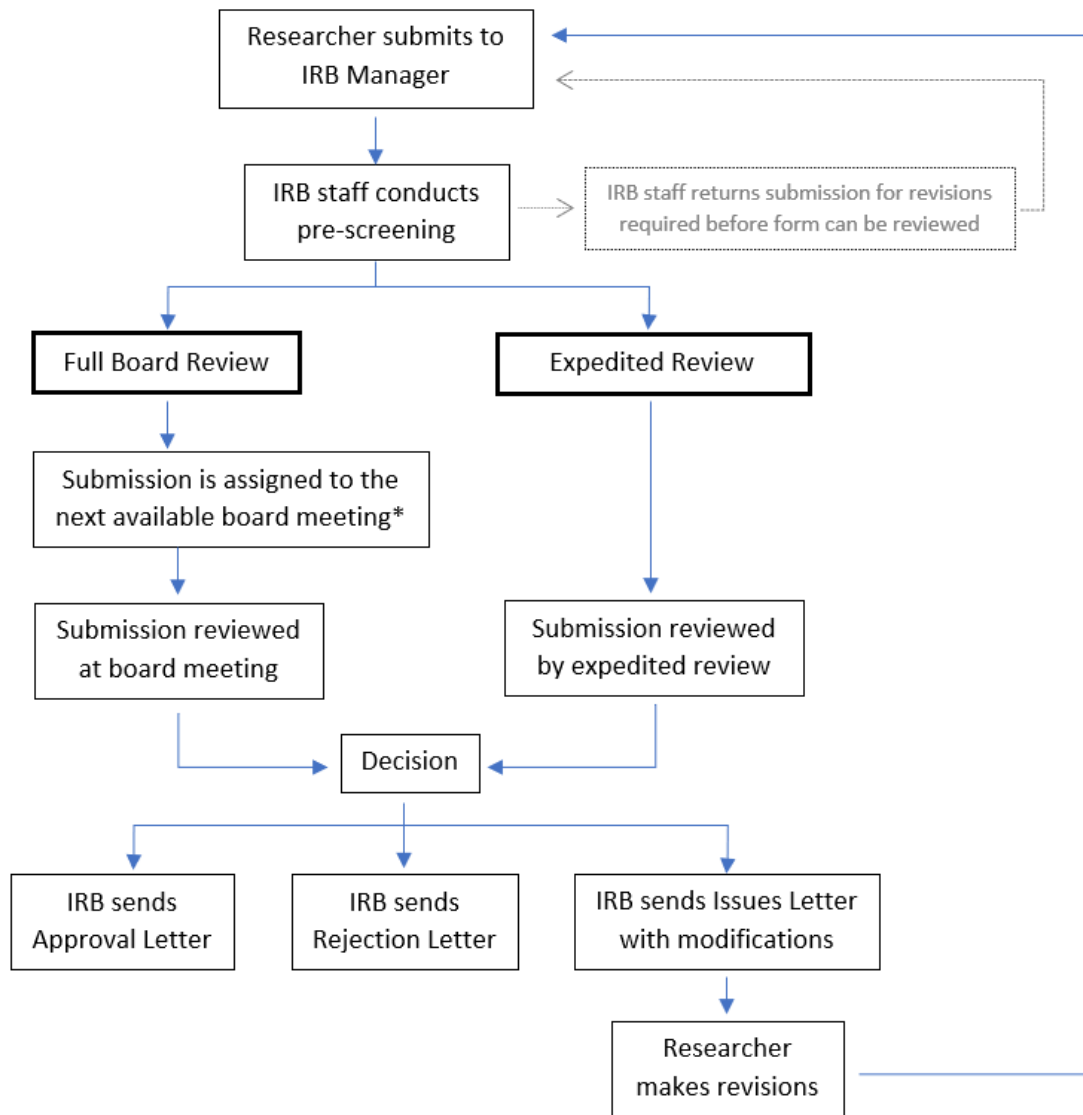 Researcher submits to
IRB Manager
IRB staff conducts
pre-screening
IRB staff returns submission for revisions
required before form can be reviewed
Full Board Review
Expedited Review
Submission is assigned to the
next available board meeting*
Submission reviewed
at board meeting
Submission reviewed
by expedited review
Decision
IRB sends
Approval Letter
IRB sends
Rejection Letter
IRB sends Issues Letter
with modifications
Researcher
makes revisions